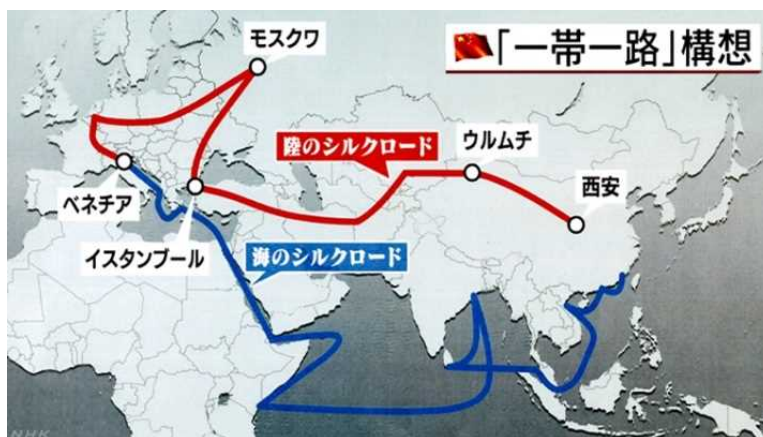 「一帯一路」構想
モスクワ
陸のシルクロード
ウルムチ
西安
ベネチア
イスタンブール
海のシルクロード
NHK